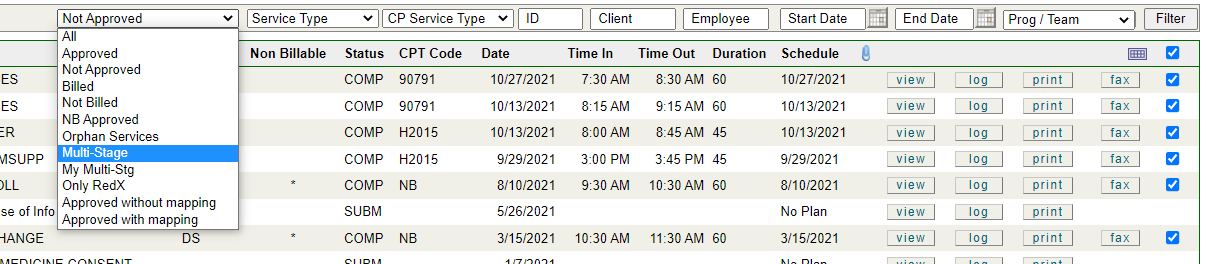 Not Approved Service Type CP Service Type ID Client Employee Start Date End Date Prog / Team Filter
All
Approved
Not Approved
Billed
Not Billed
NB Approved
Orphan Services
Multi-Stage
My Multi-Stg
Only RedX
Approved without mapping
Approved with mapping
Non Billable Status CPT Code Date Time In Time Out Duration Schedule
ES COMP 90791 10/27/2021 7:30 AM 8:30 AM 60 10/27/2021 view log print fax
ES COMP 90791 10/13/2021 8:15 AM 9:15 AM 60 10/13/2021 view log print fax
ER COMP H2015 10/13/2021 8:00 AM 8:45 AM 45 10/13/2021 view log print fax
MSUPP COMP H2015 9/29/2021 3:00 PM 3:45 PM 45 9/29/2021 view log print fax
OLL * COMP NB 8/10/2021 9:30 AM 10:30 AM 60 8/10/2021 view log print fax
se of Info SUBM 5/26/2021 No Plan view log print
HANGE DS * COMP NB 3/15/2021 10:30 AM 11:30 AM 60 3/15/2021 view log print fax
MEDICINE CONSENT SUBM 1/7/2021 No Plan